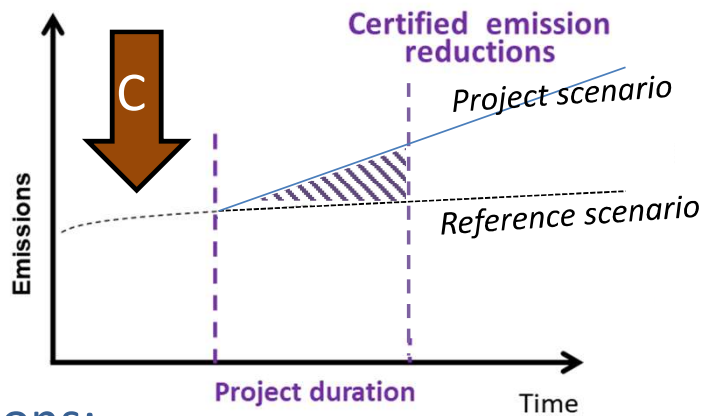 Certified emission
reductions
C
Project scenario
Reference scenario
Emissions
Project duration
Time